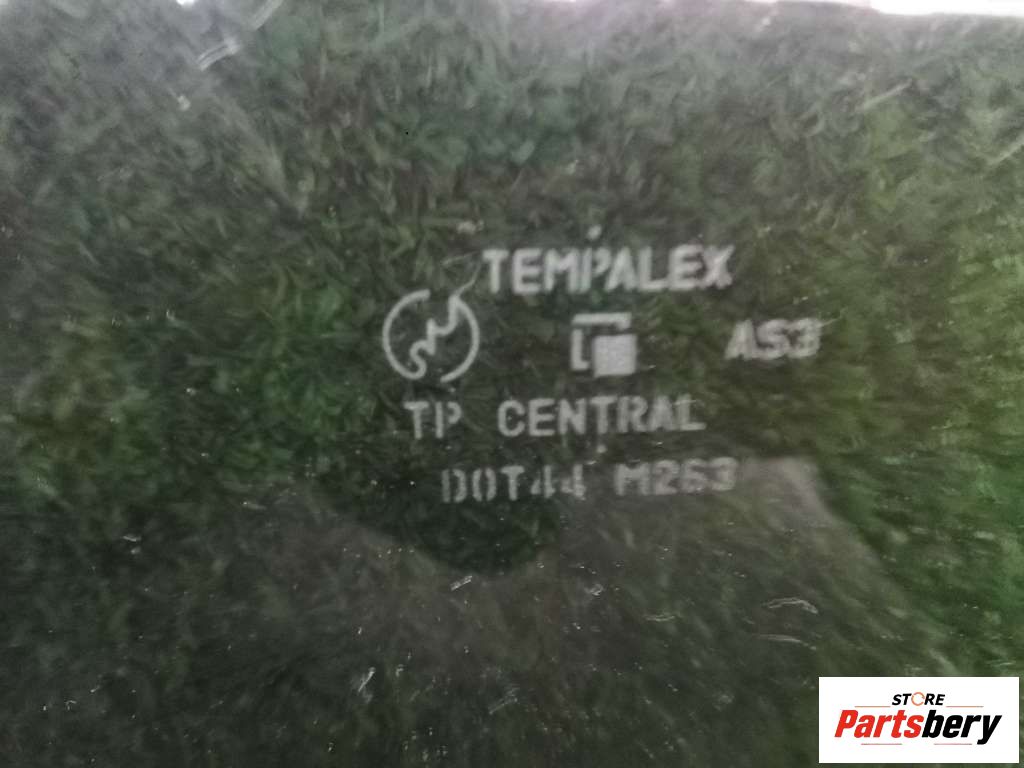 TEMPALEX
AS3
TP CENTRAL
DOT44 M263
STORE
Partsbery